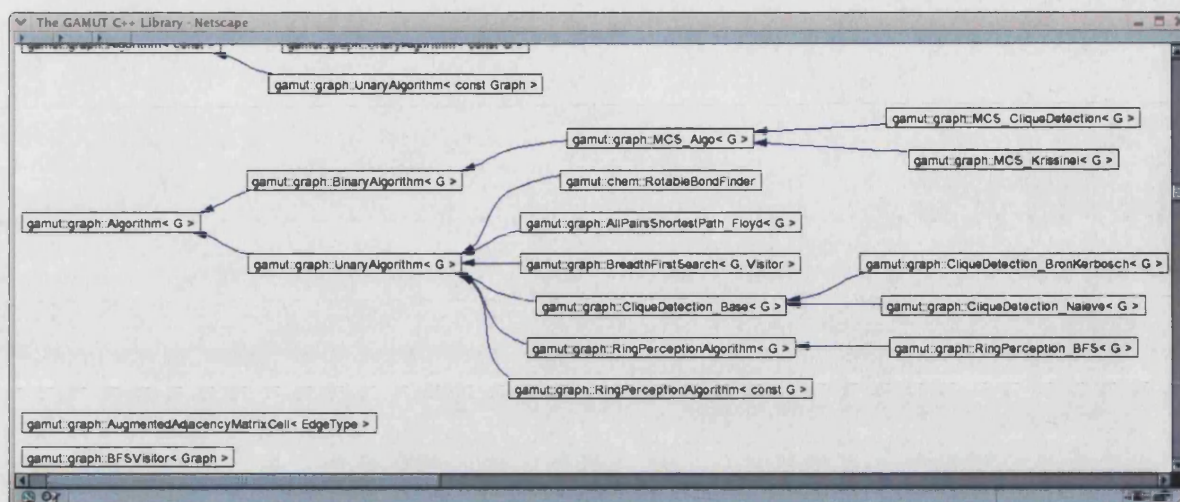 The GAMUT C++ Library - Netscape
gamut::graph::UnaryAlgorithm< const Graph >
gamut::graph::MCS_CliqueDetection< G >
gamut::graph::MCS_Algo< G >
gamut::graph::MCS_Krissinel< G >
gamut::graph::BinaryAlgorithm< G >
gamut::chem::RotableBondFinder
gamut::graph::Algorithm< G >
gamut::graph::AllPairsShortestPath_Floyd< G >
gamut::graph::UnaryAlgorithm< G >
gamut::graph::BreadthFirstSearch< G, Visitor >
gamut::graph::CliqueDetection_BronKerbosch< G >
gamut::graph::CliqueDetection_Base< G >
gamut::graph::CliqueDetection_Naieve< G >
gamut::graph::RingPerceptionAlgorithm< G >
gamut::graph::RingPerception_BFS< G >
gamut::graph::RingPerceptionAlgorithm< const G >
gamut::graph::AugmentedAdjacencyMatrixCell< EdgeType >
gamut::graph::BFSVisitor< Graph >